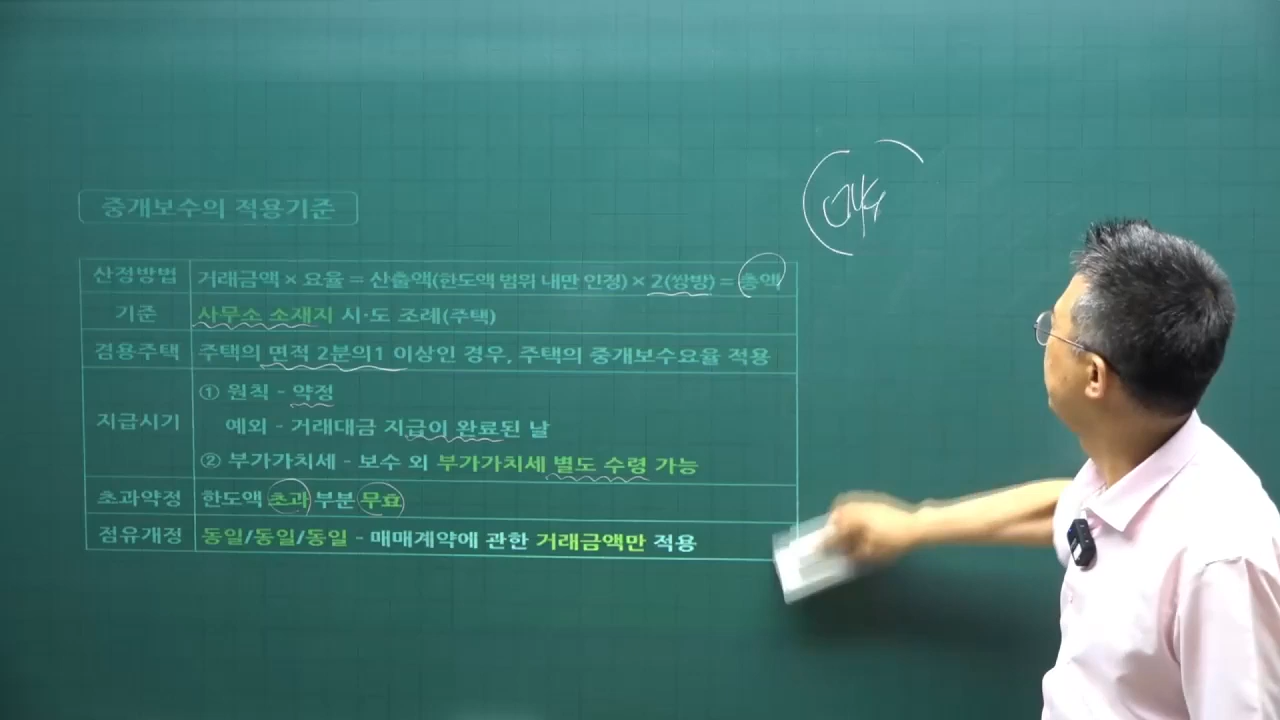 중개보수의 적용기준
산정방법 거래금액 × 요율 = 산출액(한도액 범위 내만 인정) × 2(쌍방) = 총액
기준 사무소 소재지 시·도 조례(주택)
겸용주택 주택의 면적 2분의1 이상인 경우, 주택의 중개보수요율 적용
지급시기 ① 원칙 - 약정
예외 - 거래대금 지급이 완료된 날
② 부가가치세 - 보수 외 부가가치세 별도 수령 가능
초과약정 한도액 초과 부분 무효
점유개정 동일/동일/동일 - 매매계약에 관한 거래금액만 적용